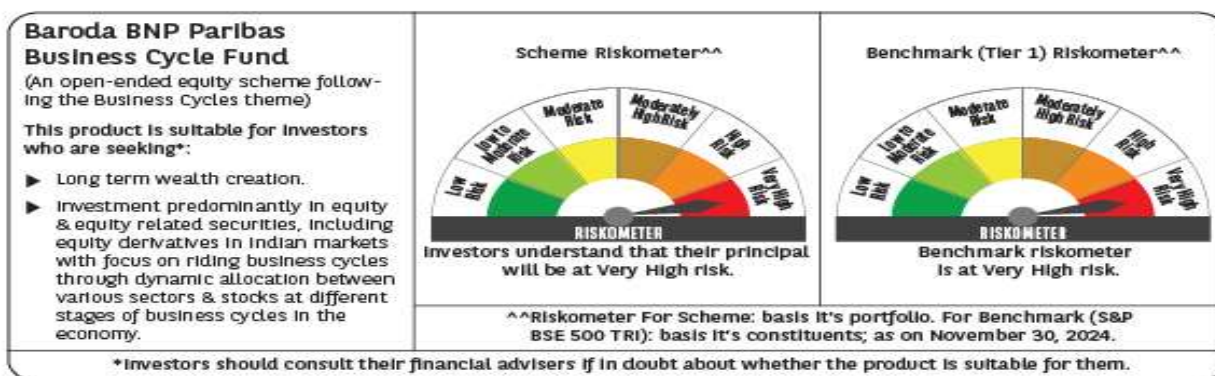 Baroda BNP Paribas
Business Cycle Fund
(An open-ended equity scheme follow-
ing the Business Cycles theme)
This product is suitable for investors
who are seeking*:
▶ Long term wealth creation.
▶ Investment predominantly in equity
& equity related securities, including
equity derivatives in Indian markets
with focus on riding business cycles
through dynamic allocation between
various sectors & stocks at different
stages of business cycles in the
economy.
Scheme Riskometer^^
Low
Risk
Low to
Moderate
Risk
Moderate
Risk
Moderately
High Risk
High
Risk
Very High
Risk
RISKOMETER
Investors understand that their principal
will be at Very High risk.
Benchmark (Tier 1) Riskometer^^
Low
Risk
Low to
Moderate
Risk
Moderate
Risk
Moderately
High Risk
High
Risk
Very High
Risk
RISKOMETER
Benchmark riskometer
is at Very High risk.
^^Riskometer For Scheme: basis it's portfolio. For Benchmark (S&P
BSE 500 TRI): basis it's constituents; as on November 30, 2024.
*Investors should consult their financial advisers if in doubt about whether the product is suitable for them.